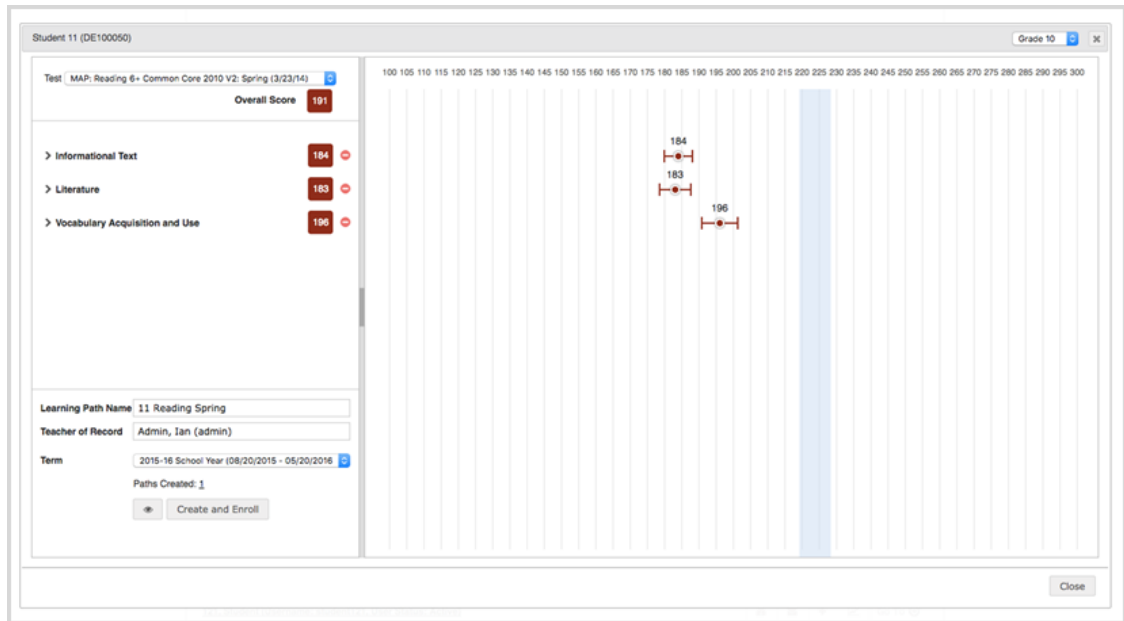 Student 11 (DE100050)
Grade 10
Test MAP: Reading 6+ Common Core 2010 V2: Spring (3/23/14)
Overall Score 191
Informational Text 184
Literature 183
Vocabulary Acquisition and Use 196
100 105 110 115 120 125 130 135 140 145 150 155 160 165 170 175 180 185 190 195 200 205 210 215 220 225 230 235 240 245 250 255 260 265 270 275 280 285 290 295 300
184
183
196
Learning Path Name 11 Reading Spring
Teacher of Record Admin, Ian (admin)
Term 2015-16 School Year (08/20/2015 - 05/20/2016
Paths Created: 1
Create and Enroll
Close